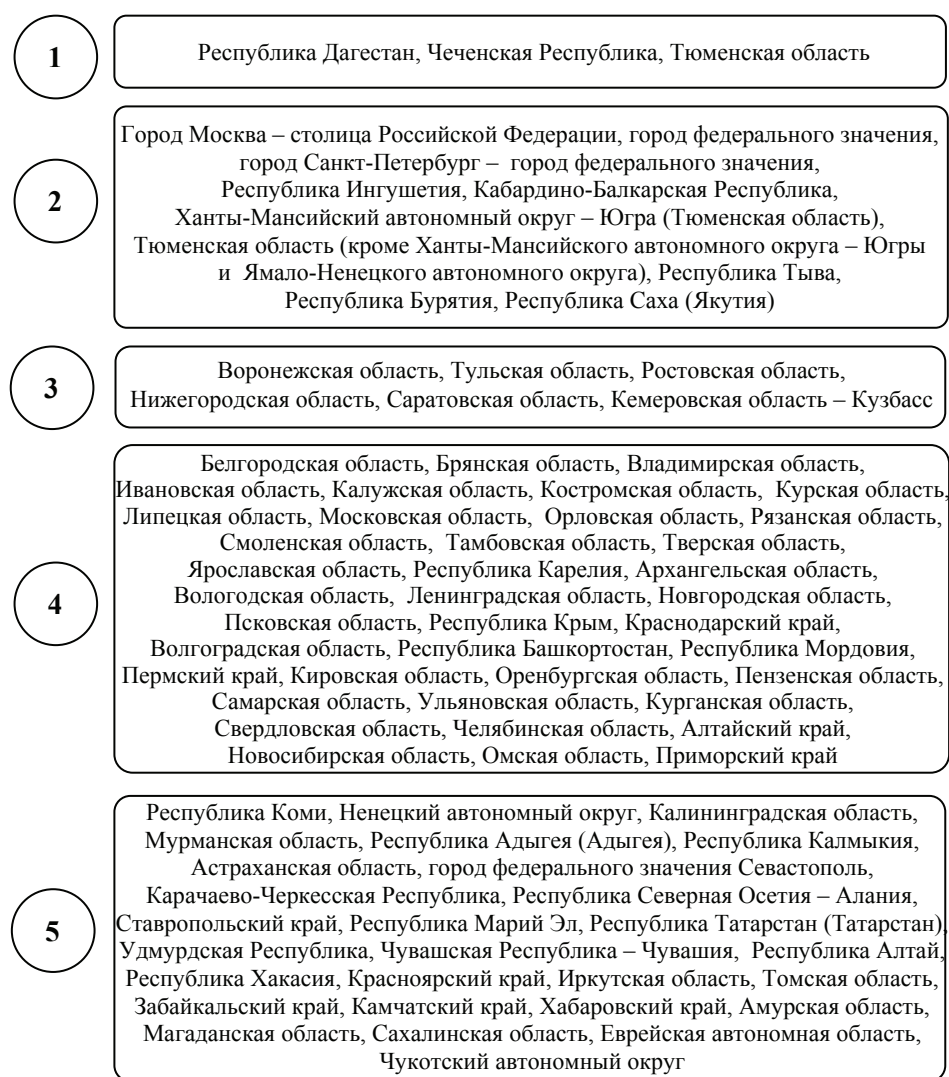 1
Республика Дагестан, Чеченская Республика, Тюменская область
2
Город Москва – столица Российской Федерации, город федерального значения,
город Санкт-Петербург – город федерального значения,
Республика Ингушетия, Кабардино-Балкарская Республика,
Ханты-Мансийский автономный округ – Югра (Тюменская область),
Тюменская область (кроме Ханты-Мансийского автономного округа – Югры
и Ямало-Ненецкого автономного округа), Республика Тыва,
Республика Бурятия, Республика Саха (Якутия)
3
Воронежская область, Тульская область, Ростовская область,
Нижегородская область, Саратовская область, Кемеровская область – Кузбасс
4
Белгородская область, Брянская область, Владимирская область,
Ивановская область, Калужская область, Костромская область, Курская область,
Липецкая область, Московская область, Орловская область, Рязанская область,
Смоленская область, Тамбовская область, Тверская область,
Ярославская область, Республика Карелия, Архангельская область,
Вологодская область, Ленинградская область, Новгородская область,
Псковская область, Республика Крым, Краснодарский край,
Волгоградская область, Республика Башкортостан, Республика Мордовия,
Пермский край, Кировская область, Оренбургская область, Пензенская область,
Самарская область, Ульяновская область, Курганская область,
Свердловская область, Челябинская область, Алтайский край,
Новосибирская область, Омская область, Приморский край
5
Республика Коми, Ненецкий автономный округ, Калининградская область,
Мурманская область, Республика Адыгея (Адыгея), Республика Калмыкия,
Астраханская область, город федерального значения Севастополь,
Карачаево-Черкесская Республика, Республика Северная Осетия – Алания,
Ставропольский край, Республика Марий Эл, Республика Татарстан (Татарстан),
Удмурдская Республика, Чувашская Республика – Чувашия, Республика Алтай,
Республика Хакасия, Красноярский край, Иркутская область, Томская область,
Забайкальский край, Камчатский край, Хабаровский край, Амурская область,
Магаданская область, Сахалинская область, Еврейская автономная область,
Чукотский автономный округ